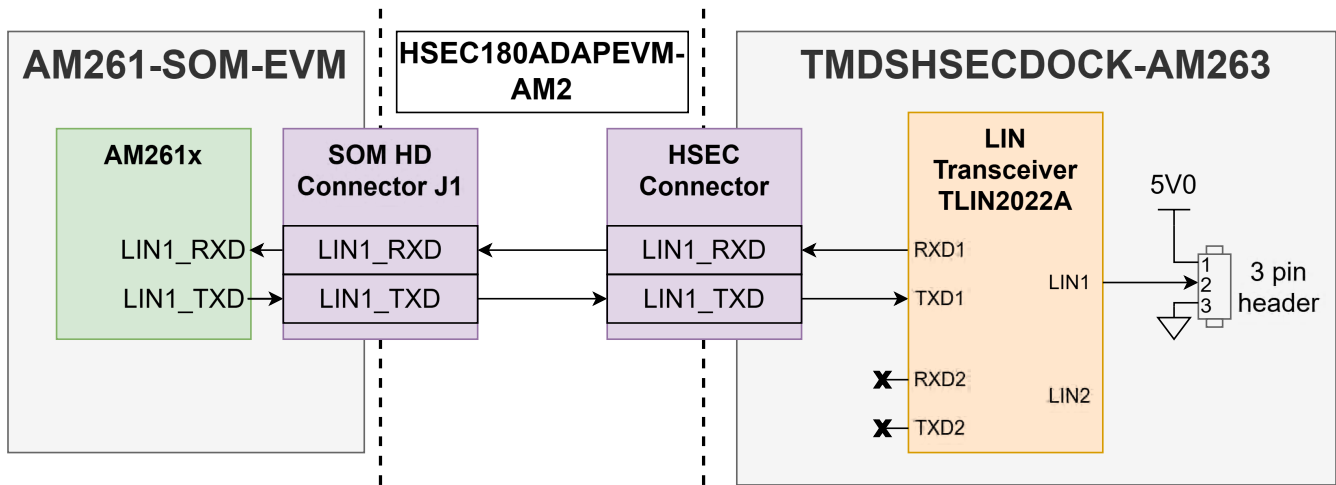 AM261-SOM-EVM
HSEC180ADAPEVM-
AM2
TMDSHSECDOCK-AM263
AM261x
LIN1_RXD
LIN1_TXD
SOM HD
Connector J1
LIN1_RXD
LIN1_TXD
HSEC
Connector
LIN1_RXD
LIN1_TXD
LIN
Transceiver
TLIN2022A
RXD1
TXD1
RXD2
TXD2
LIN1
LIN2
5V0
1
2
3
3 pin
header